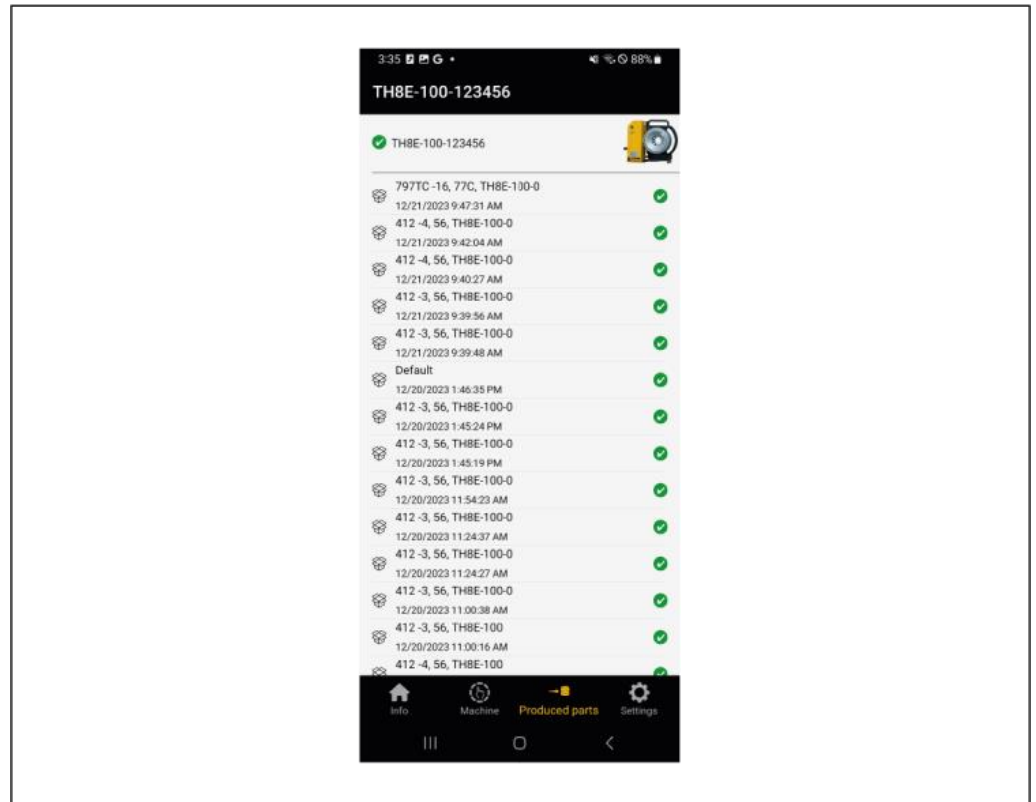 3:35 G •
88%
TH8E-100-123456
TH8E-100-123456
797TC -16, 77C, TH8E-100-0
12/21/2023 9:47:31 AM
412 -4, 56, TH8E-100-0
12/21/2023 9:42:04 AM
412 -4, 56, TH8E-100-0
12/21/2023 9:40:27 AM
412 -3, 56, TH8E-100-0
12/21/2023 9:39:56 AM
412 -3, 56, TH8E-100-0
12/21/2023 9:39:48 AM
Default
12/20/2023 1:46:35 PM
412 -3, 56, TH8E-100-0
12/20/2023 1:45:24 PM
412 -3, 56, TH8E-100-0
12/20/2023 1:45:19 PM
412 -3, 56, TH8E-100-0
12/20/2023 11:54:23 AM
412 -3, 56, TH8E-100-0
12/20/2023 11:24:37 AM
412 -3, 56, TH8E-100-0
12/20/2023 11:24:27 AM
412 -3, 56, TH8E-100-0
12/20/2023 11:00:38 AM
412 -3, 56, TH8E-100
12/20/2023 11:00:16 AM
412 -4, 56, TH8E-100
Info
Machine
Produced parts
Settings